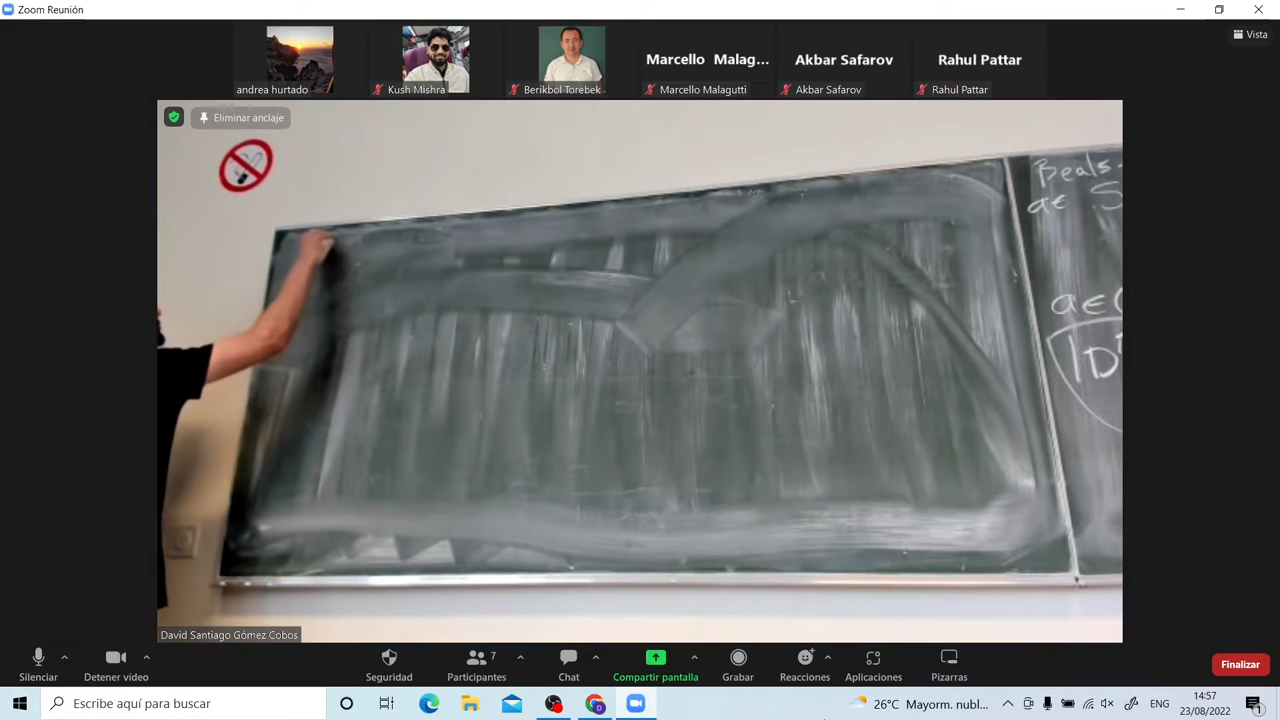 Zoom Reunión
Vista
Marcello Malag...
Akbar Safarov
Rahul Pattar
andrea hurtado
Kush Mishra
Berikbol Torebek
Marcello Malagutti
Akbar Safarov
Rahul Pattar
Eliminar anclaje
Beals-
a∈ S
a∈
|D
David Santiago Gómez Cobos
7
Silenciar
Detener video
Seguridad
Participantes
Chat
Compartir pantalla
Grabar
Reacciones
Aplicaciones
Pizarras
Finalizar
Escribe aquí para buscar
26°C Mayorm. nubl...
ENG
14:57
23/08/2022
1